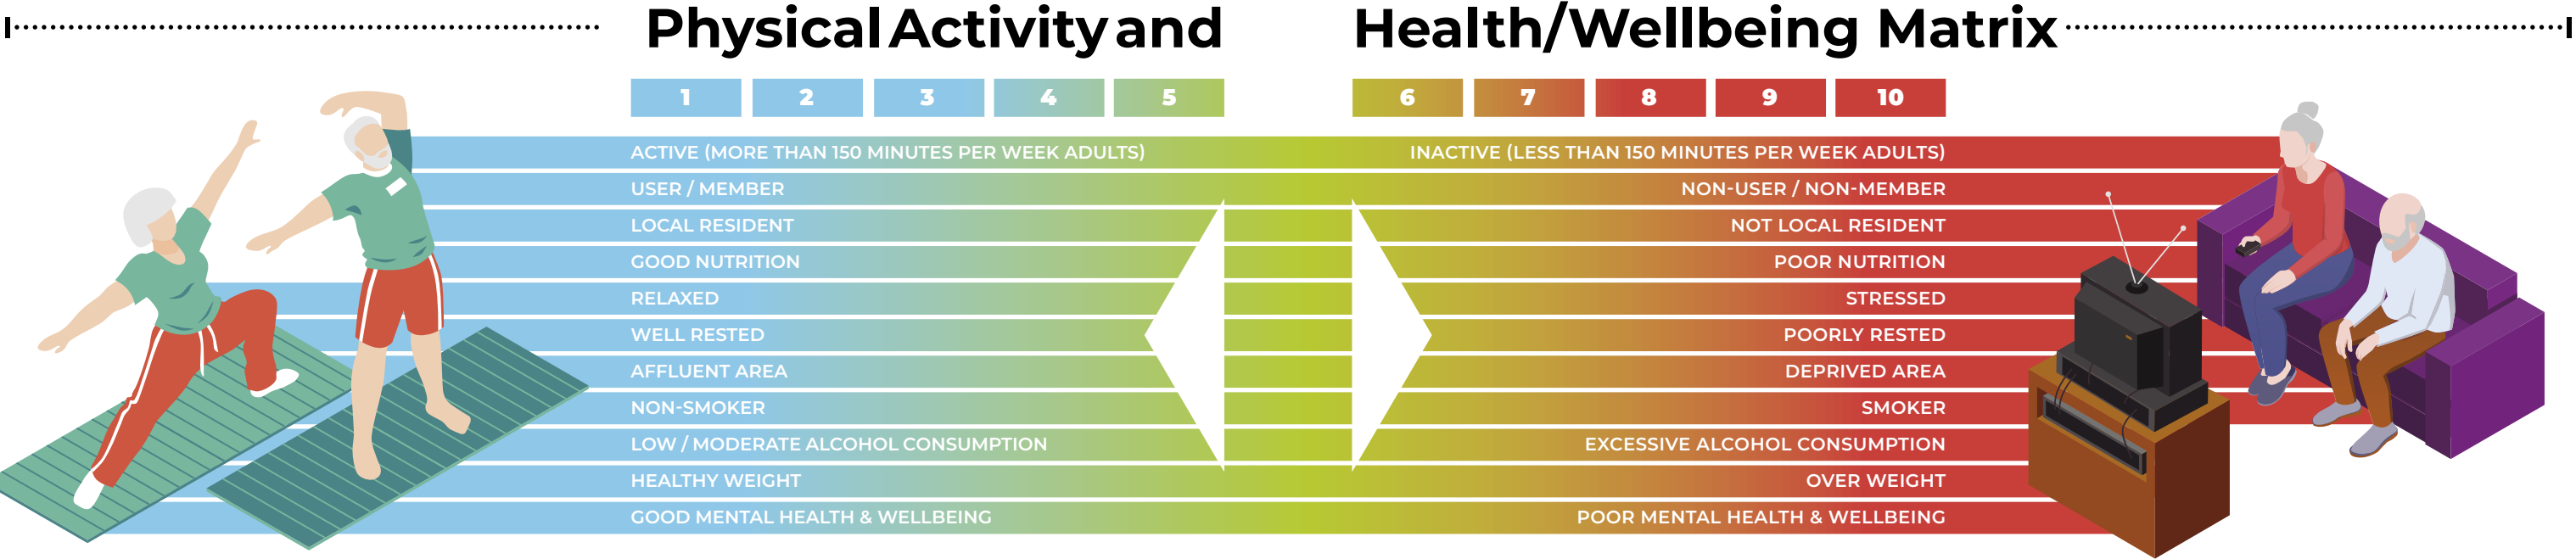 Physical Activity and Health/Wellbeing Matrix
1 2 3 4 5 6 7 8 9 10
ACTIVE (MORE THAN 150 MINUTES PER WEEK ADULTS) INACTIVE (LESS THAN 150 MINUTES PER WEEK ADULTS)
USER / MEMBER NON-USER / NON-MEMBER
LOCAL RESIDENT NOT LOCAL RESIDENT
GOOD NUTRITION POOR NUTRITION
RELAXED STRESSED
WELL RESTED POORLY RESTED
AFFLUENT AREA DEPRIVED AREA
NON-SMOKER SMOKER
LOW / MODERATE ALCOHOL CONSUMPTION EXCESSIVE ALCOHOL CONSUMPTION
HEALTHY WEIGHT OVER WEIGHT
GOOD MENTAL HEALTH & WELLBEING POOR MENTAL HEALTH & WELLBEING